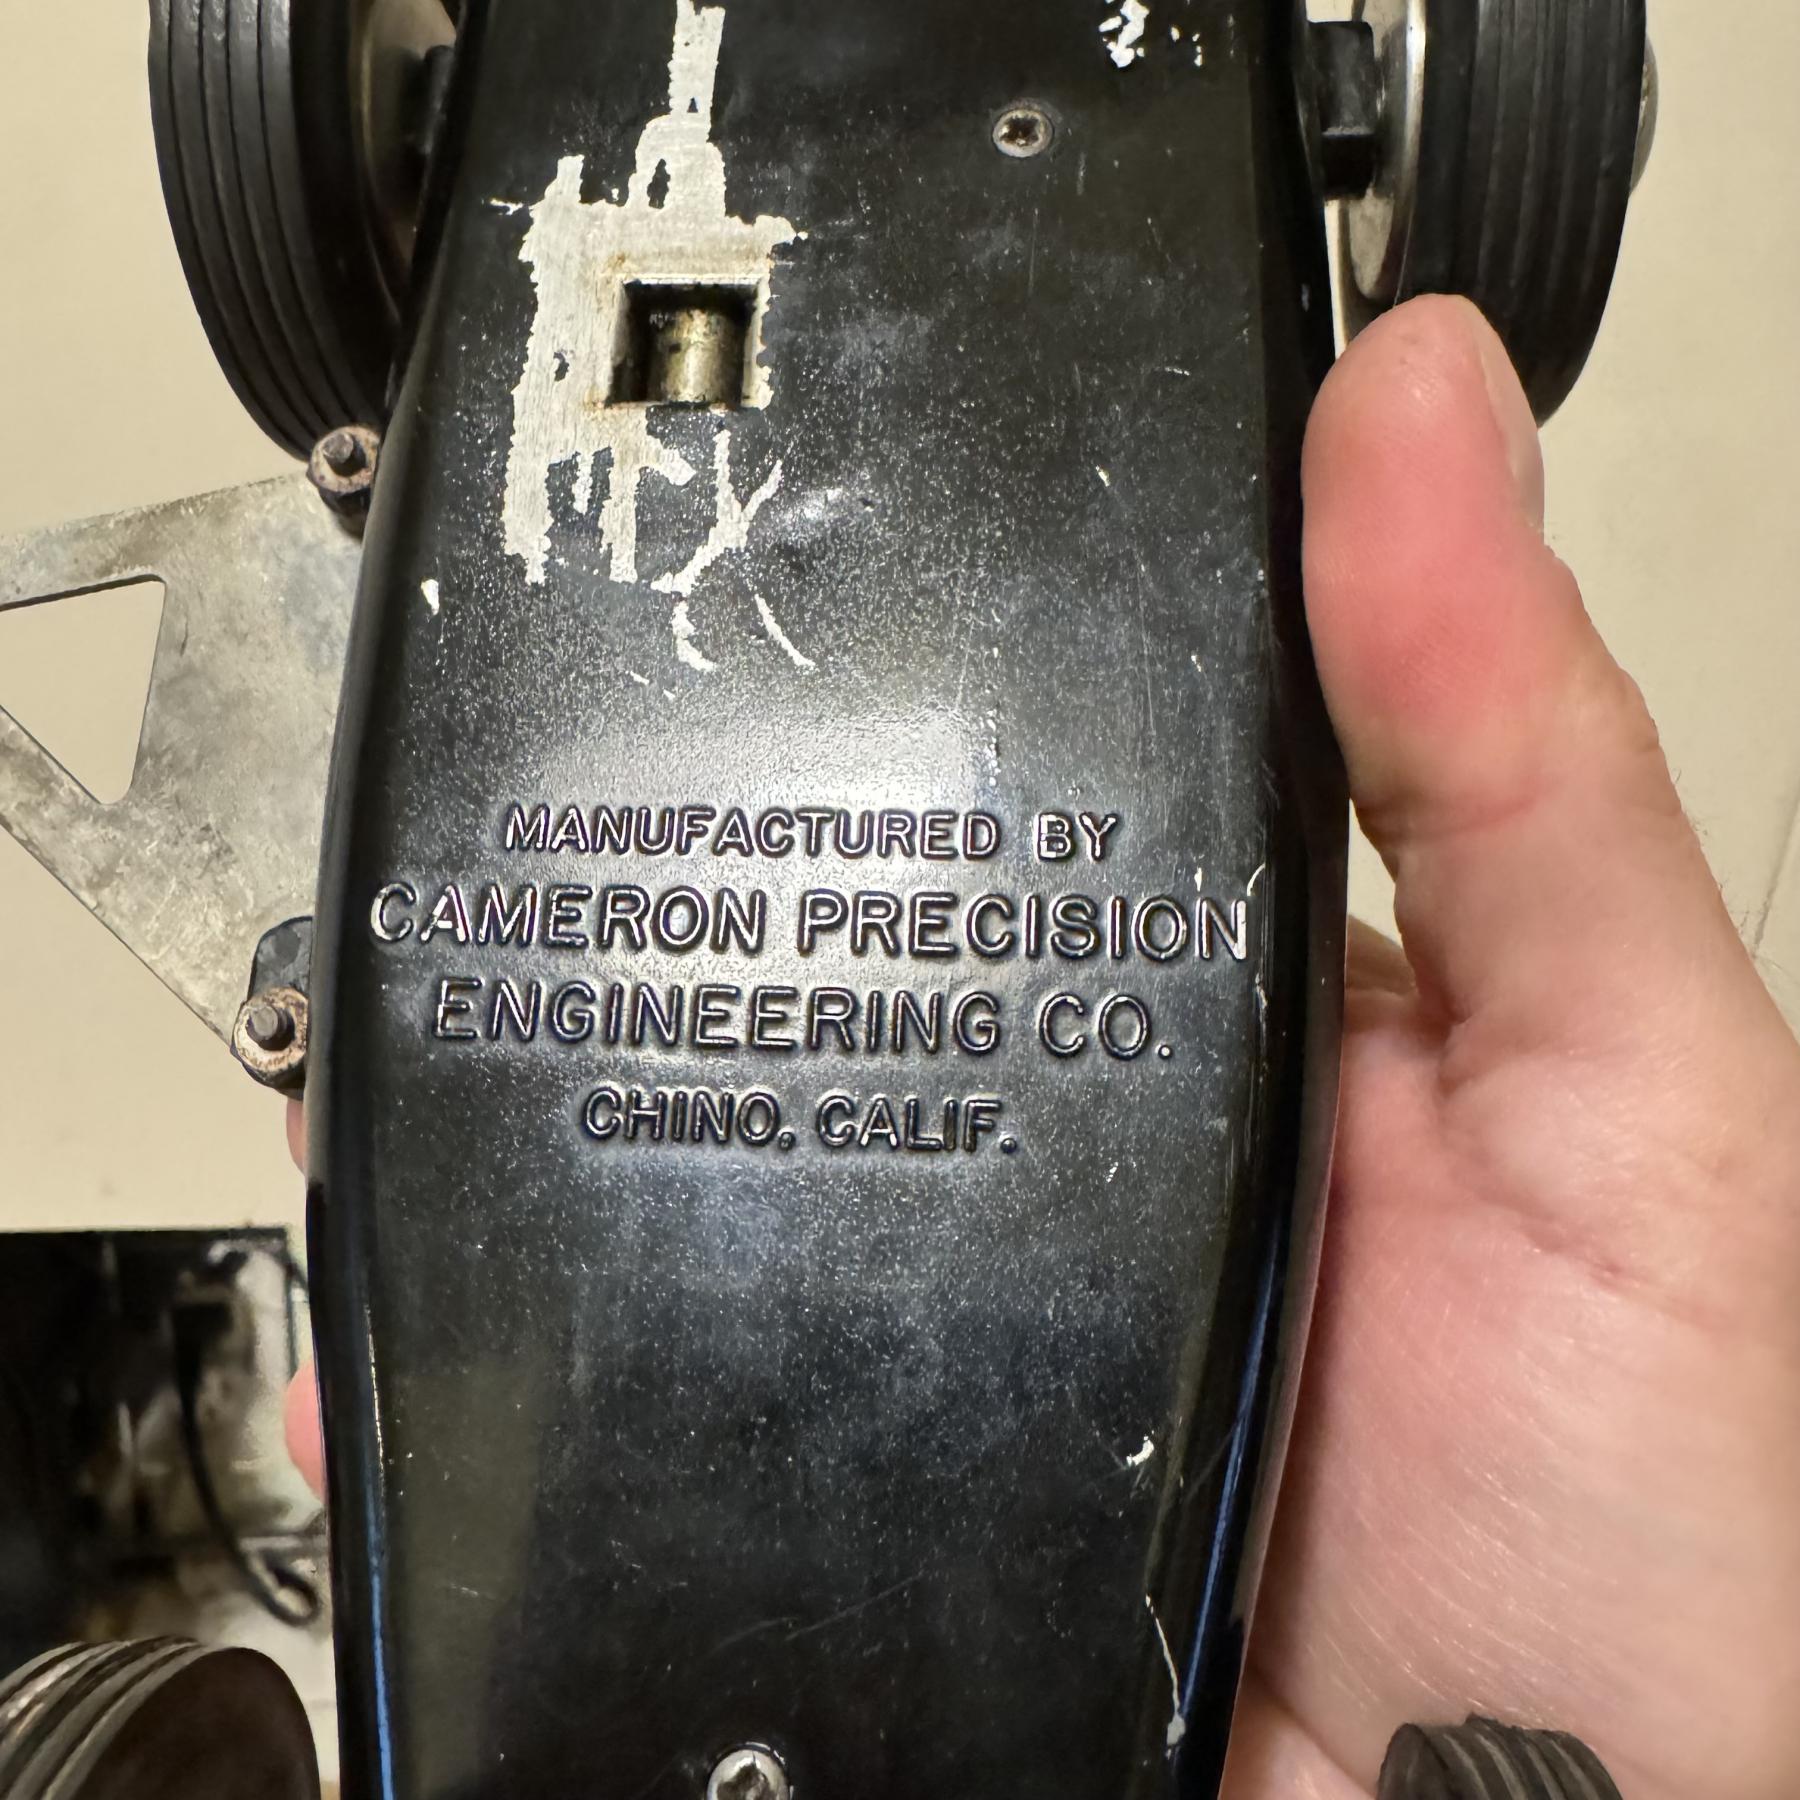 MANUFACTURED BY
CAMERON PRECISION
ENGINEERING CO.
CHINO, CALIF.